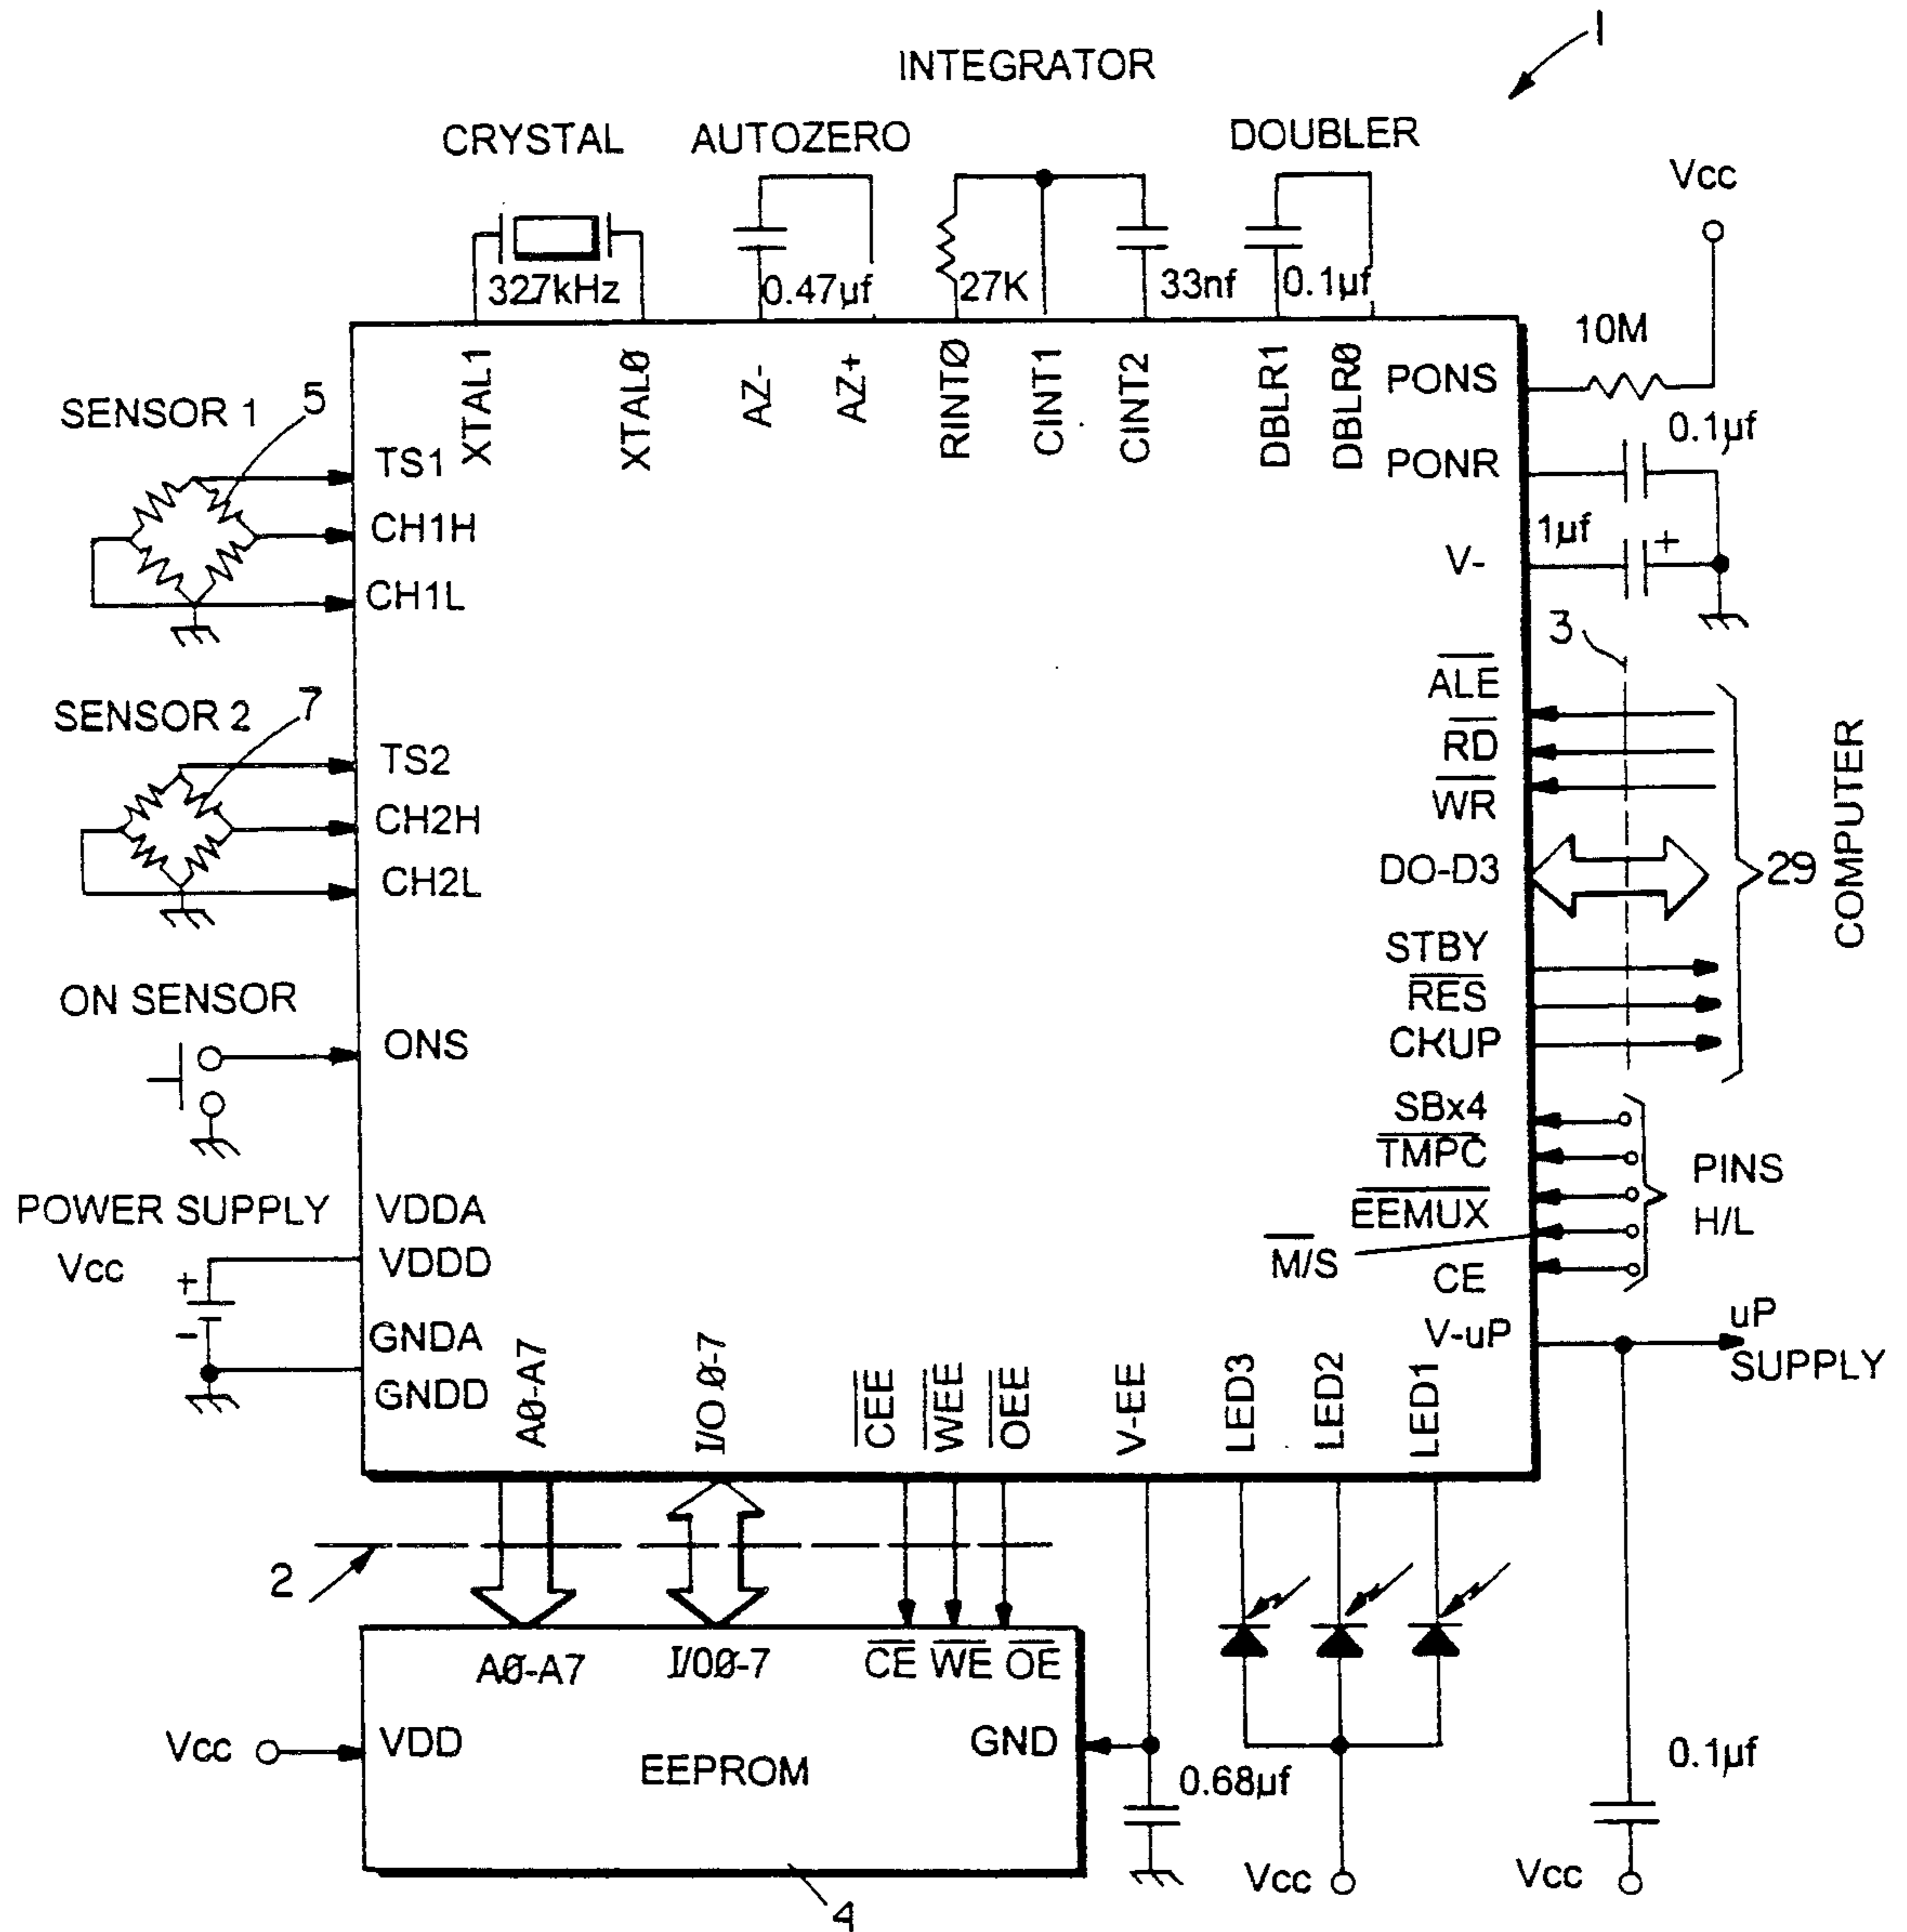 1
INTEGRATOR
CRYSTAL
AUTOZERO
DOUBLER
Vcc
327kHz
0.47µf
27K
33nf
0.1µf
10M
XTAL1
XTALØ
AZ-
AZ+
RINTØ
CINT1
CINT2
DBLR1
DBLRØ
PONS
0.1µf
PONR
1µf
+
V-
SENSOR 1
5
TS1
CH1H
CH1L
SENSOR 2
7
TS2
CH2H
CH2L
ON SENSOR
ONS
POWER SUPPLY
Vcc
+
-
VDDA
VDDD
GNDA
GNDD
3
ALE
RD
WR
DO-D3
STBY
RES
CKUP
29
COMPUTER
SBx4
TMPC
EEMUX
M/S
CE
PINS
H/L
V-uP
uP
SUPPLY
AØ-A7
I/O Ø-7
CEE
WEE
OEE
V-EE
LED3
LED2
LED1
2
AØ-A7
I/OØ-7
CE
WE
OE
Vcc
VDD
EEPROM
GND
0.68µf
0.1µf
Vcc
Vcc
4